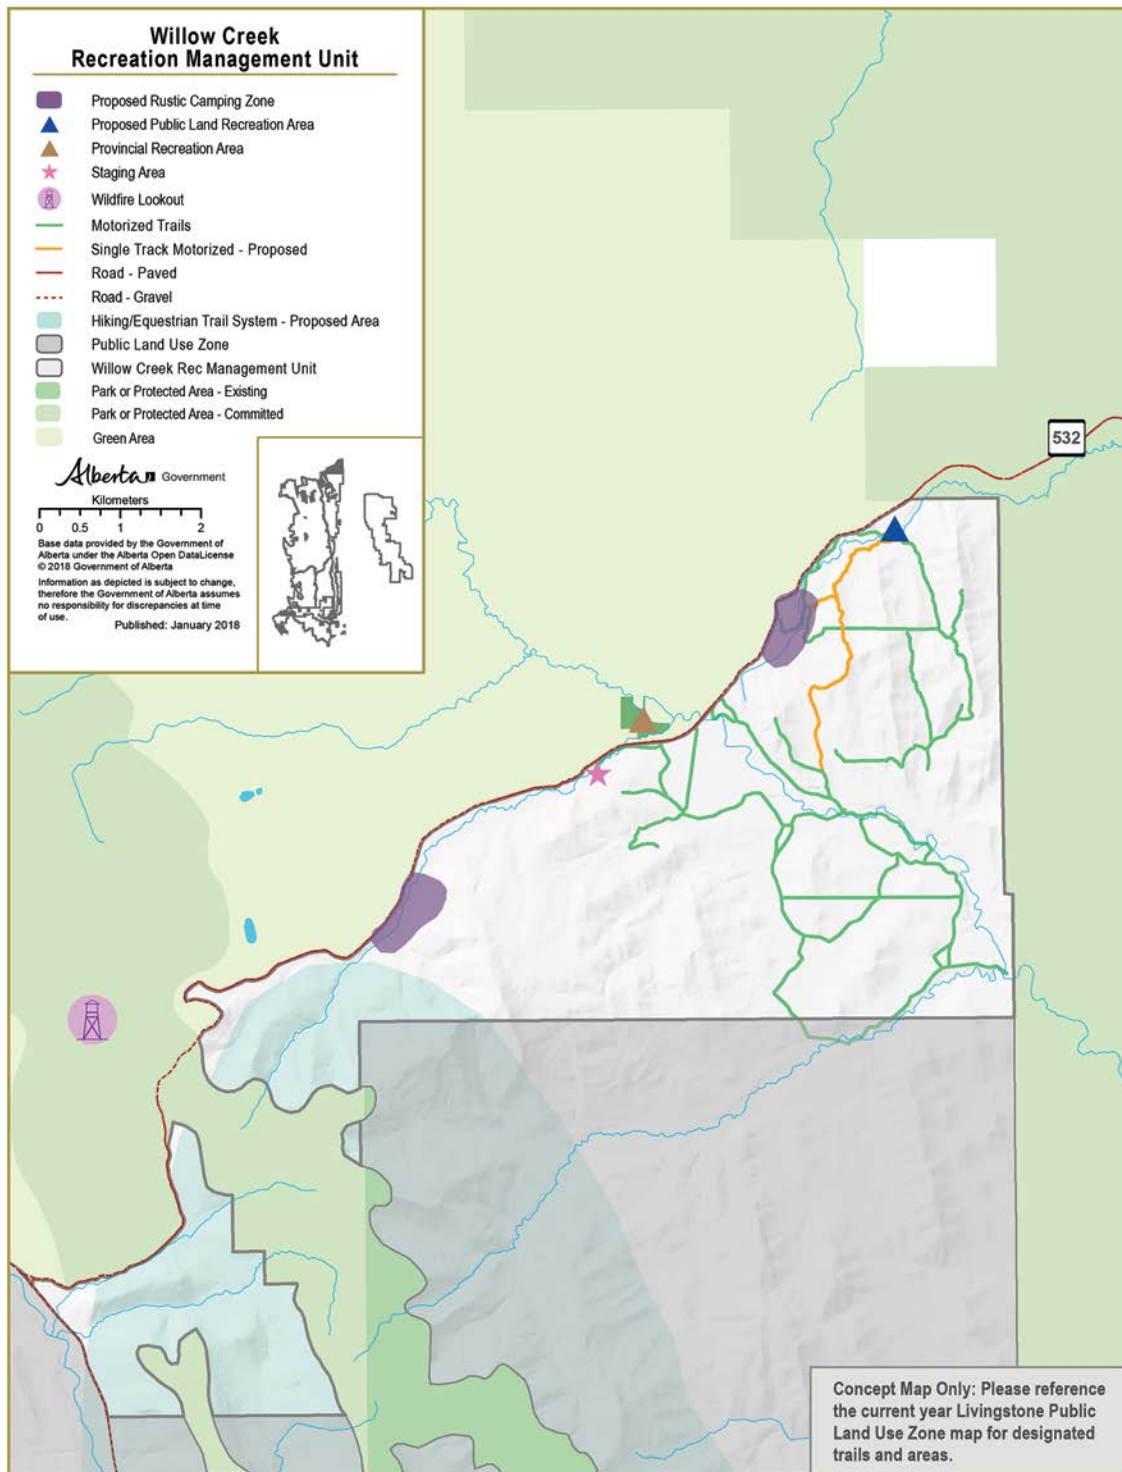 Willow Creek
Recreation Management Unit
Proposed Rustic Camping Zone
Proposed Public Land Recreation Area
Provincial Recreation Area
Staging Area
Wildfire Lookout
Motorized Trails
Single Track Motorized - Proposed
Road - Paved
Road - Gravel
Hiking/Equestrian Trail System - Proposed Area
Public Land Use Zone
Willow Creek Rec Management Unit
Park or Protected Area - Existing
Park or Protected Area - Committed
Green Area
Alberta Government
Kilometers
0 0.5 1 2
Base data provided by the Government of
Alberta under the Alberta Open DataLicense
© 2018 Government of Alberta
Information as depicted is subject to change,
therefore the Government of Alberta assumes
no responsibility for discrepancies at time
of use.
Published: January 2018
532
Concept Map Only: Please reference
the current year Livingstone Public
Land Use Zone map for designated
trails and areas.